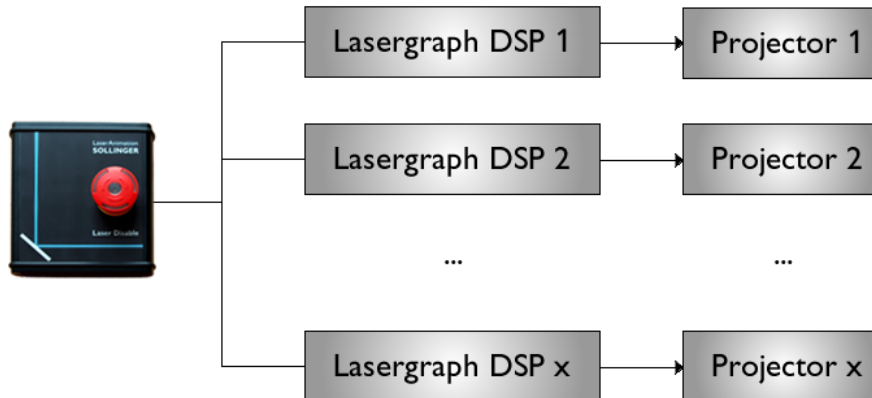 Lasergraph DSP 1
Projector 1
LaserAnimation
SOLLINGER
Laser Disable
Lasergraph DSP 2
Projector 2
...
...
Lasergraph DSP x
Projector x